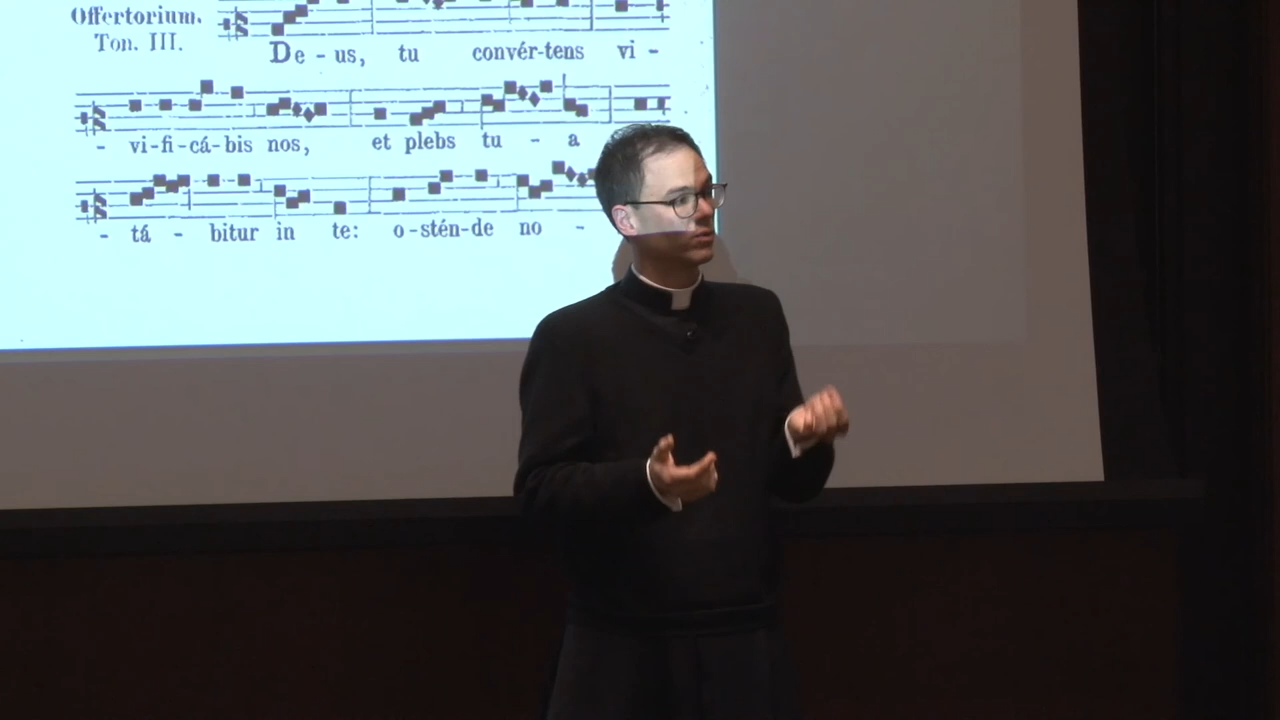 Offertorium.
Ton. III.
De - us, tu convér-tens vi -
- vi-fi-cá-bis nos, et plebs tu - a
- tá - bitur in te: o-stén-de no -